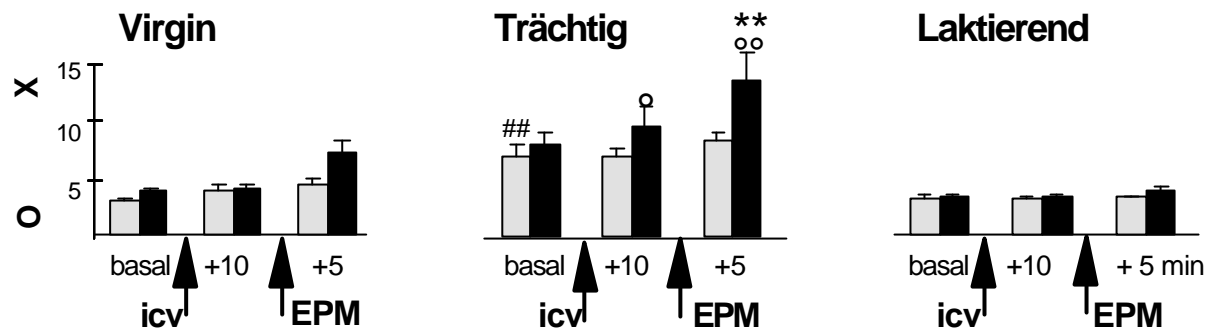 Virgin
Trächtig
Laktierend
**
°°
°
##
15
10
5
O X
basal +10 +5
basal +10 +5
basal +10 + 5 min
icv EPM
icv EPM
icv EPM